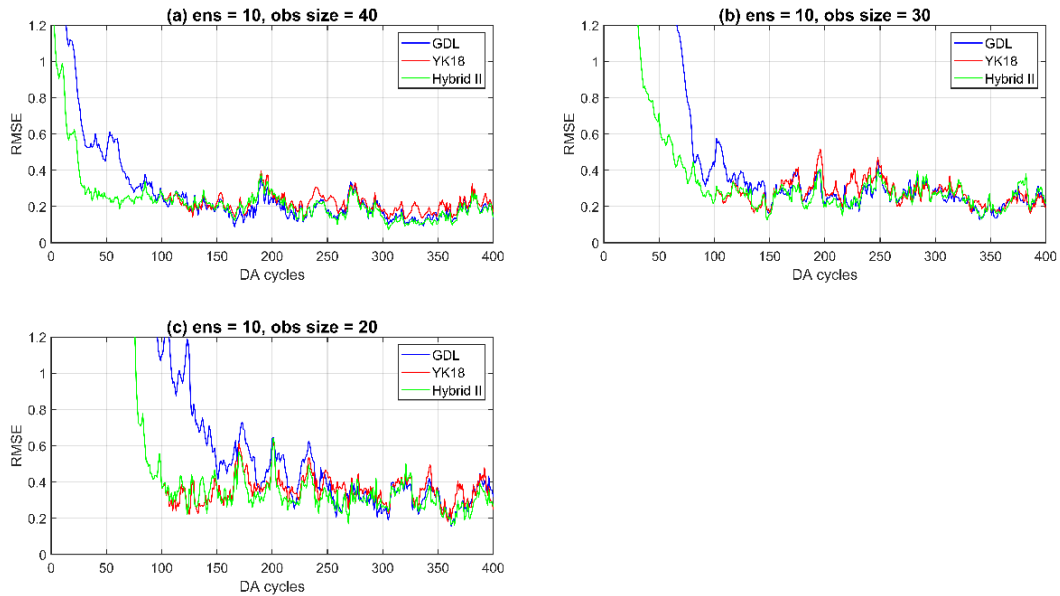 (a) ens = 10, obs size = 40
RMSE
1.2
1
0.8
0.6
0.4
0.2
0
GDL
YK18
Hybrid II
0 50 100 150 200 250 300 350 400
DA cycles
(b) ens = 10, obs size = 30
RMSE
1.2
1
0.8
0.6
0.4
0.2
0
GDL
YK18
Hybrid II
0 50 100 150 200 250 300 350 400
DA cycles
(c) ens = 10, obs size = 20
RMSE
1.2
1
0.8
0.6
0.4
0.2
0
GDL
YK18
Hybrid II
0 50 100 150 200 250 300 350 400
DA cycles